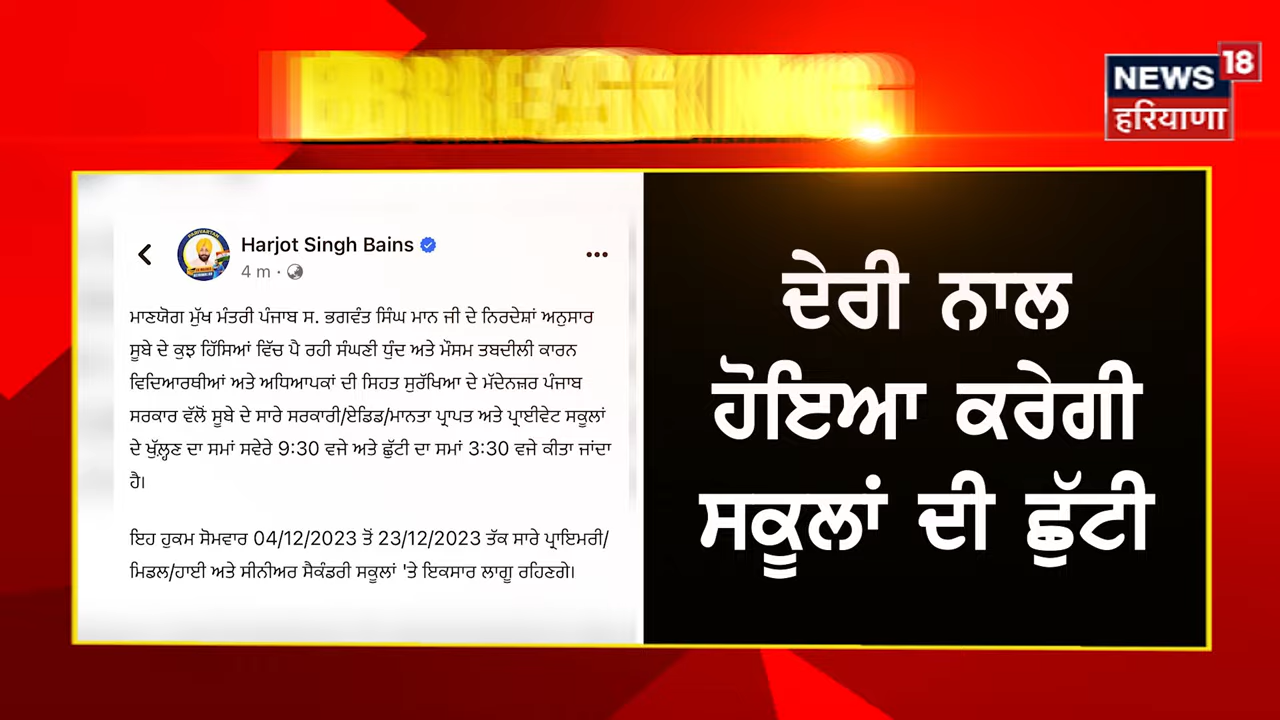 BREAKING
NEWS 18
हरियाणा
Harjot Singh Bains
4 m ·
ਮਾਣਯੋਗ ਮੁੱਖ ਮੰਤਰੀ ਪੰਜਾਬ ਸ. ਭਗਵੰਤ ਸਿੰਘ ਮਾਨ ਜੀ ਦੇ ਨਿਰਦੇਸ਼ਾਂ ਅਨੁਸਾਰ
ਸੂਬੇ ਦੇ ਕੁਝ ਹਿੱਸਿਆਂ ਵਿੱਚ ਪੈ ਰਹੀ ਸੰਘਣੀ ਧੁੰਦ ਅਤੇ ਮੌਸਮ ਤਬਦੀਲੀ ਕਾਰਨ
ਵਿਦਿਆਰਥੀਆਂ ਅਤੇ ਅਧਿਆਪਕਾਂ ਦੀ ਸਿਹਤ ਸੁਰੱਖਿਆ ਦੇ ਮੱਦੇਨਜ਼ਰ ਪੰਜਾਬ
ਸਰਕਾਰ ਵੱਲੋਂ ਸੂਬੇ ਦੇ ਸਾਰੇ ਸਰਕਾਰੀ/ਏਡਿਡ/ਮਾਨਤਾ ਪ੍ਰਾਪਤ ਅਤੇ ਪ੍ਰਾਈਵੇਟ ਸਕੂਲਾਂ
ਦੇ ਖੁੱਲ੍ਹਣ ਦਾ ਸਮਾਂ ਸਵੇਰੇ 9:30 ਵਜੇ ਅਤੇ ਛੁੱਟੀ ਦਾ ਸਮਾਂ 3:30 ਵਜੇ ਕੀਤਾ ਜਾਂਦਾ
ਹੈ।
ਇਹ ਹੁਕਮ ਸੋਮਵਾਰ 04/12/2023 ਤੋਂ 23/12/2023 ਤੱਕ ਸਾਰੇ ਪ੍ਰਾਇਮਰੀ/
ਮਿਡਲ/ਹਾਈ ਅਤੇ ਸੀਨੀਅਰ ਸੈਕੰਡਰੀ ਸਕੂਲਾਂ 'ਤੇ ਇਕਸਾਰ ਲਾਗੂ ਰਹਿਣਗੇ।
ਦੇਰੀ ਨਾਲ
ਹੋਇਆ ਕਰੇਗੀ
ਸਕੂਲਾਂ ਦੀ ਛੁੱਟੀ